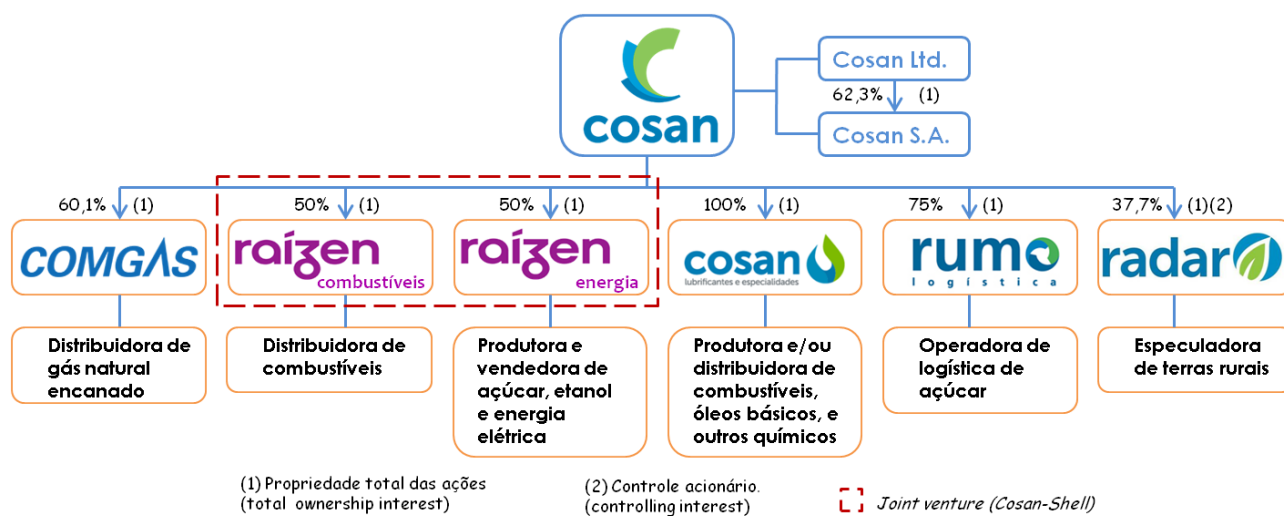 cosan
Cosan Ltd.
62,3% (1)
Cosan S.A.
60,1% (1)
50% (1)
50% (1)
100% (1)
75% (1)
37,7% (1)(2)
COMGÁS
raízen
combustíveis
raízen
energia
cosan
lubrificantes e especialidades
rumo
logística
radar
Distribuidora de
gás natural
encanado
Distribuidora de
combustíveis
Produtora e
vendedora de
açúcar, etanol
e energia
elétrica
Produtora e/ou
distribuidora de
combustíveis,
óleos básicos, e
outros químicos
Operadora de
logística de
açúcar
Especuladora
de terras rurais
(1) Propriedade total das ações
(total ownership interest)
(2) Controle acionário.
(controlling interest)
Joint venture (Cosan-Shell)